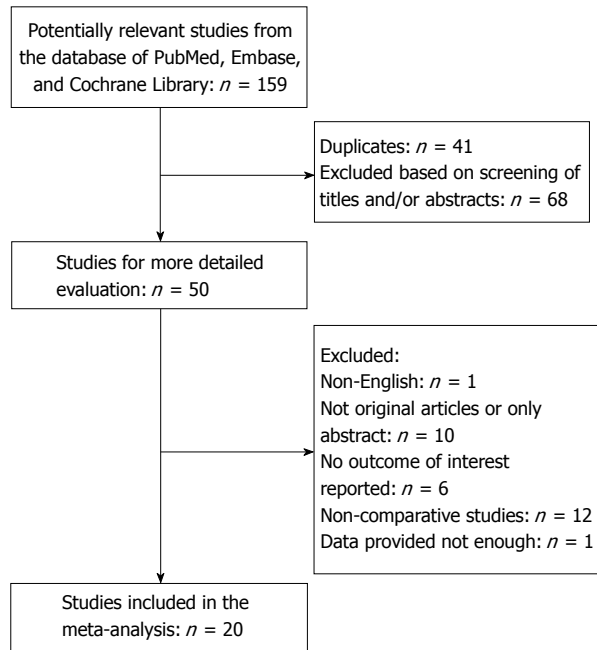 Potentially relevant studies from
the database of PubMed, Embase,
and Cochrane Library: n = 159
Duplicates: n = 41
Excluded based on screening of
titles and/or abstracts: n = 68
Studies for more detailed
evaluation: n = 50
Excluded:
Non-English: n = 1
Not original articles or only
abstract: n = 10
No outcome of interest
reported: n = 6
Non-comparative studies: n = 12
Data provided not enough: n = 1
Studies included in the
meta-analysis: n = 20